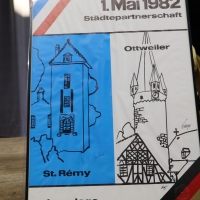 1. Mai 1982
Städtepartnerschaft
Ottweiler
St. Rémy